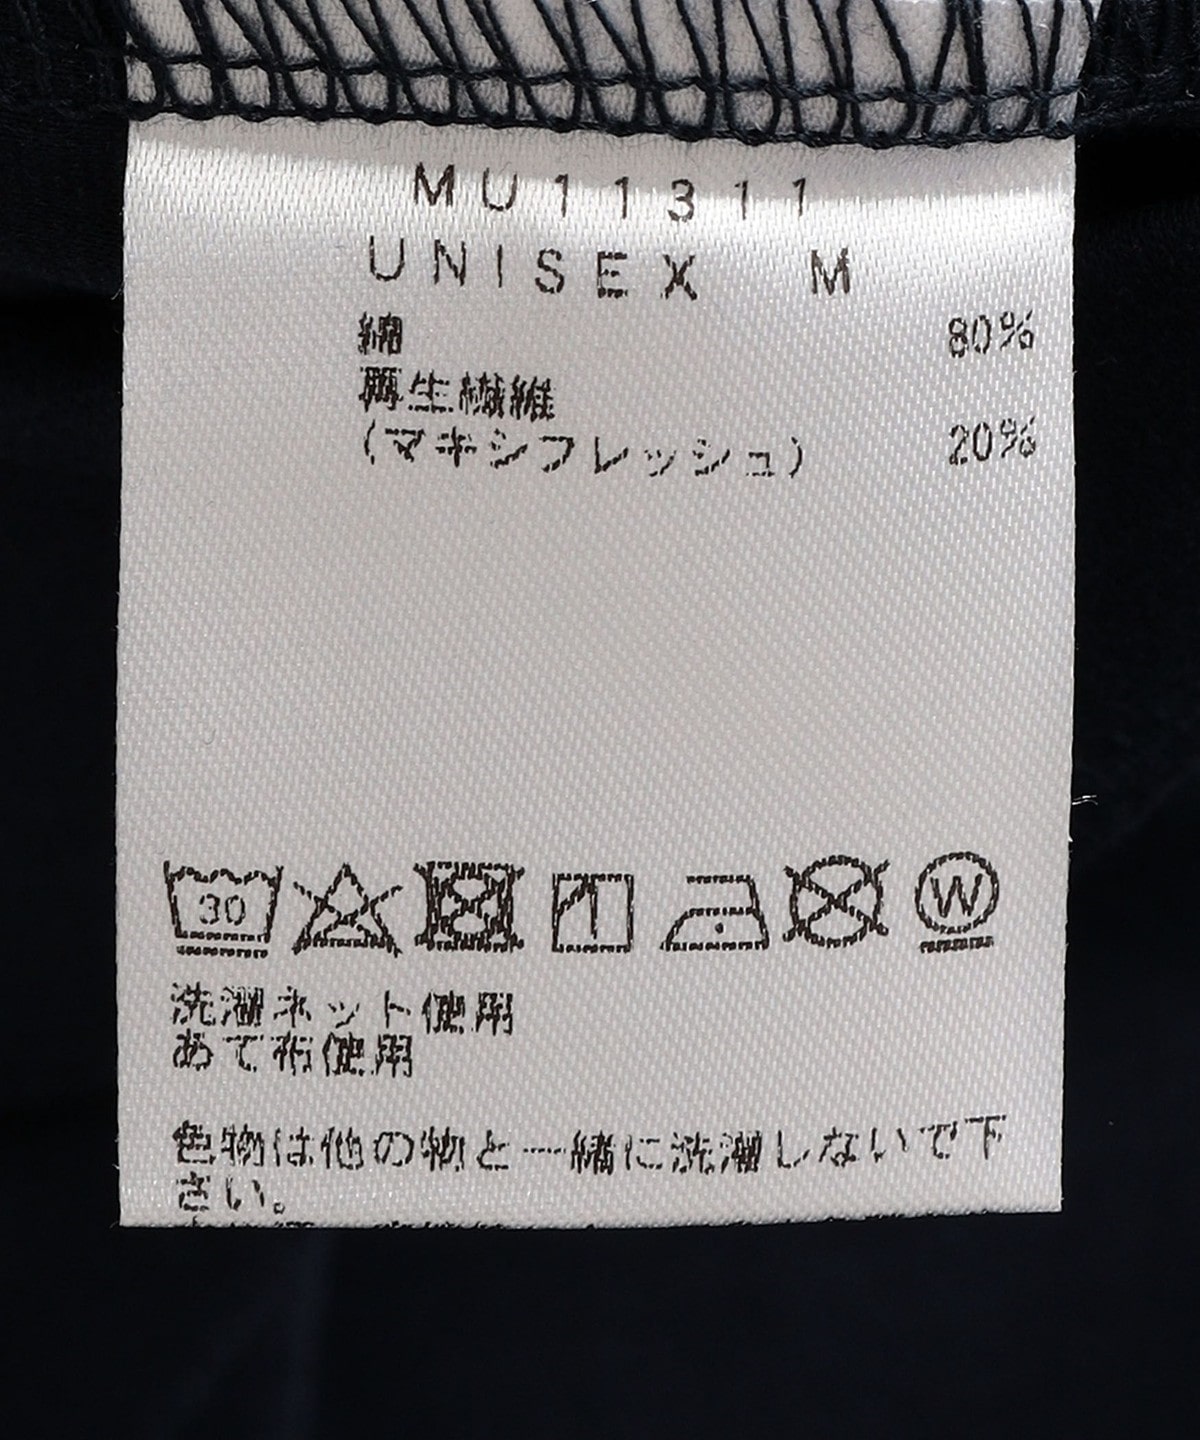 MU11311
UNISEX M
綿 80%
再生繊維
(マキシフレッシュ) 20%
30
W
洗濯ネット使用
あて布使用
色物は他の物と一緒に洗濯しないで下
さい。